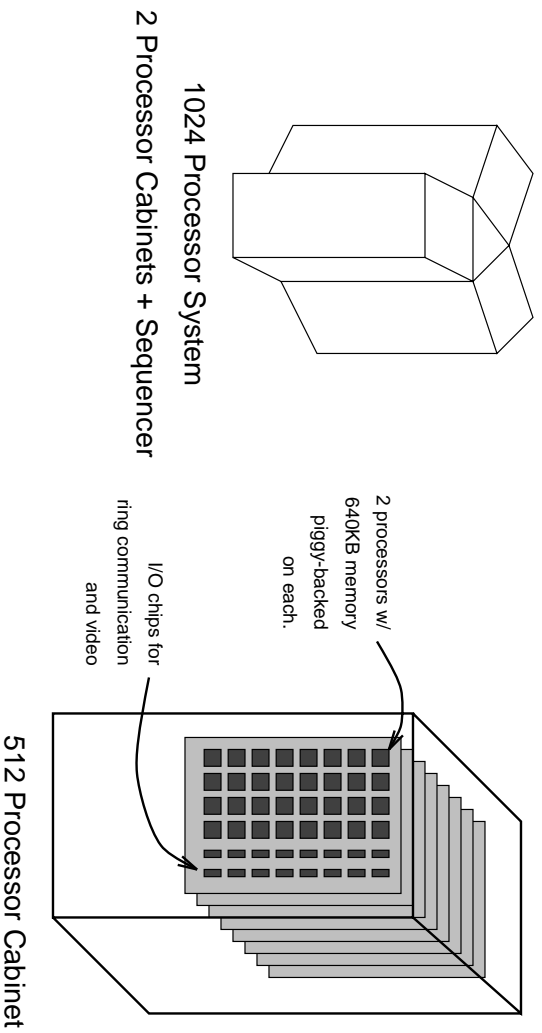 1024 Processor System
2 Processor Cabinets + Sequencer
2 processors w/
640KB memory
piggy-backed
on each.
I/O chips for
ring communication
and video
512 Processor Cabinet